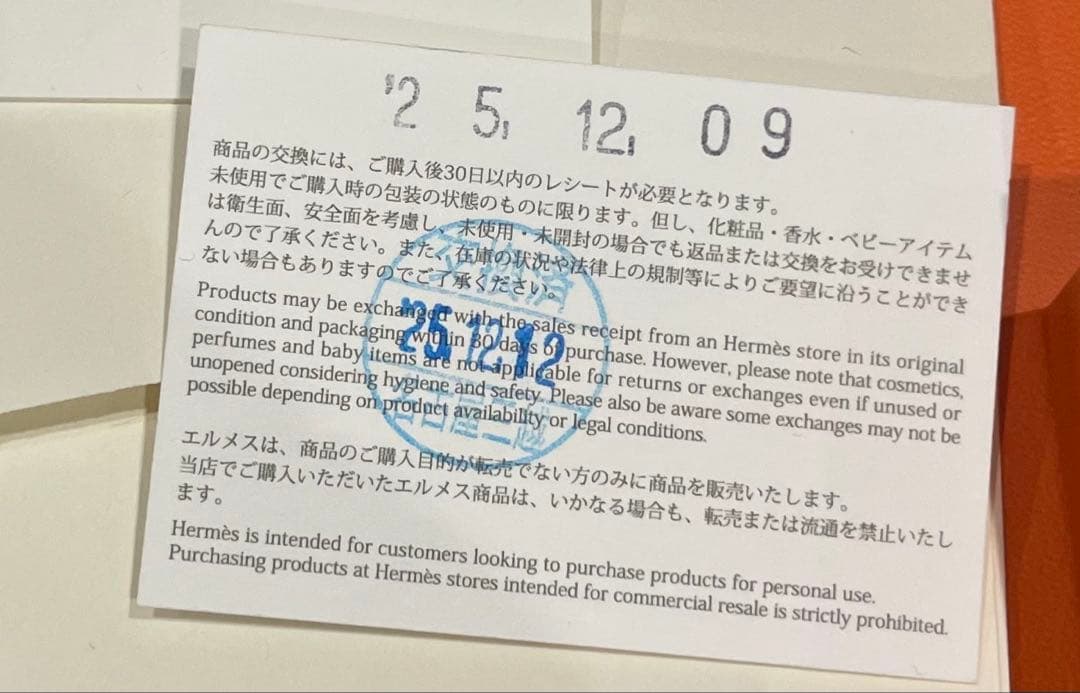 '2 5, 12, 09
商品の交換には、ご購入後30日以内のレシートが必要となります。
未使用でご購入時の包装の状態のものに限ります。但し、化粧品・香水・ベビーアイテム
は衛生面、安全面を考慮し、未使用・未開封の場合でも返品または交換をお受けできませ
んので了承ください。また、在庫の状況や法律上の規制等によりご要望に沿うことができ
ない場合もありますのでご了承ください。
交換済
'25.12.12
名古屋三越
Products may be exchanged with the sales receipt from an Hermès store in its original
condition and packaging within 30 days of purchase. However, please note that cosmetics,
perfumes and baby items are not applicable for returns or exchanges even if unused or
unopened considering hygiene and safety. Please also be aware some exchanges may not be
possible depending on product availability or legal conditions.
エルメスは、商品のご購入目的が転売でない方のみに商品を販売いたします。
当店でご購入いただいたエルメス商品は、いかなる場合も、転売または流通を禁止いたし
ます。
Hermès is intended for customers looking to purchase products for personal use.
Purchasing products at Hermès stores intended for commercial resale is strictly prohibited.